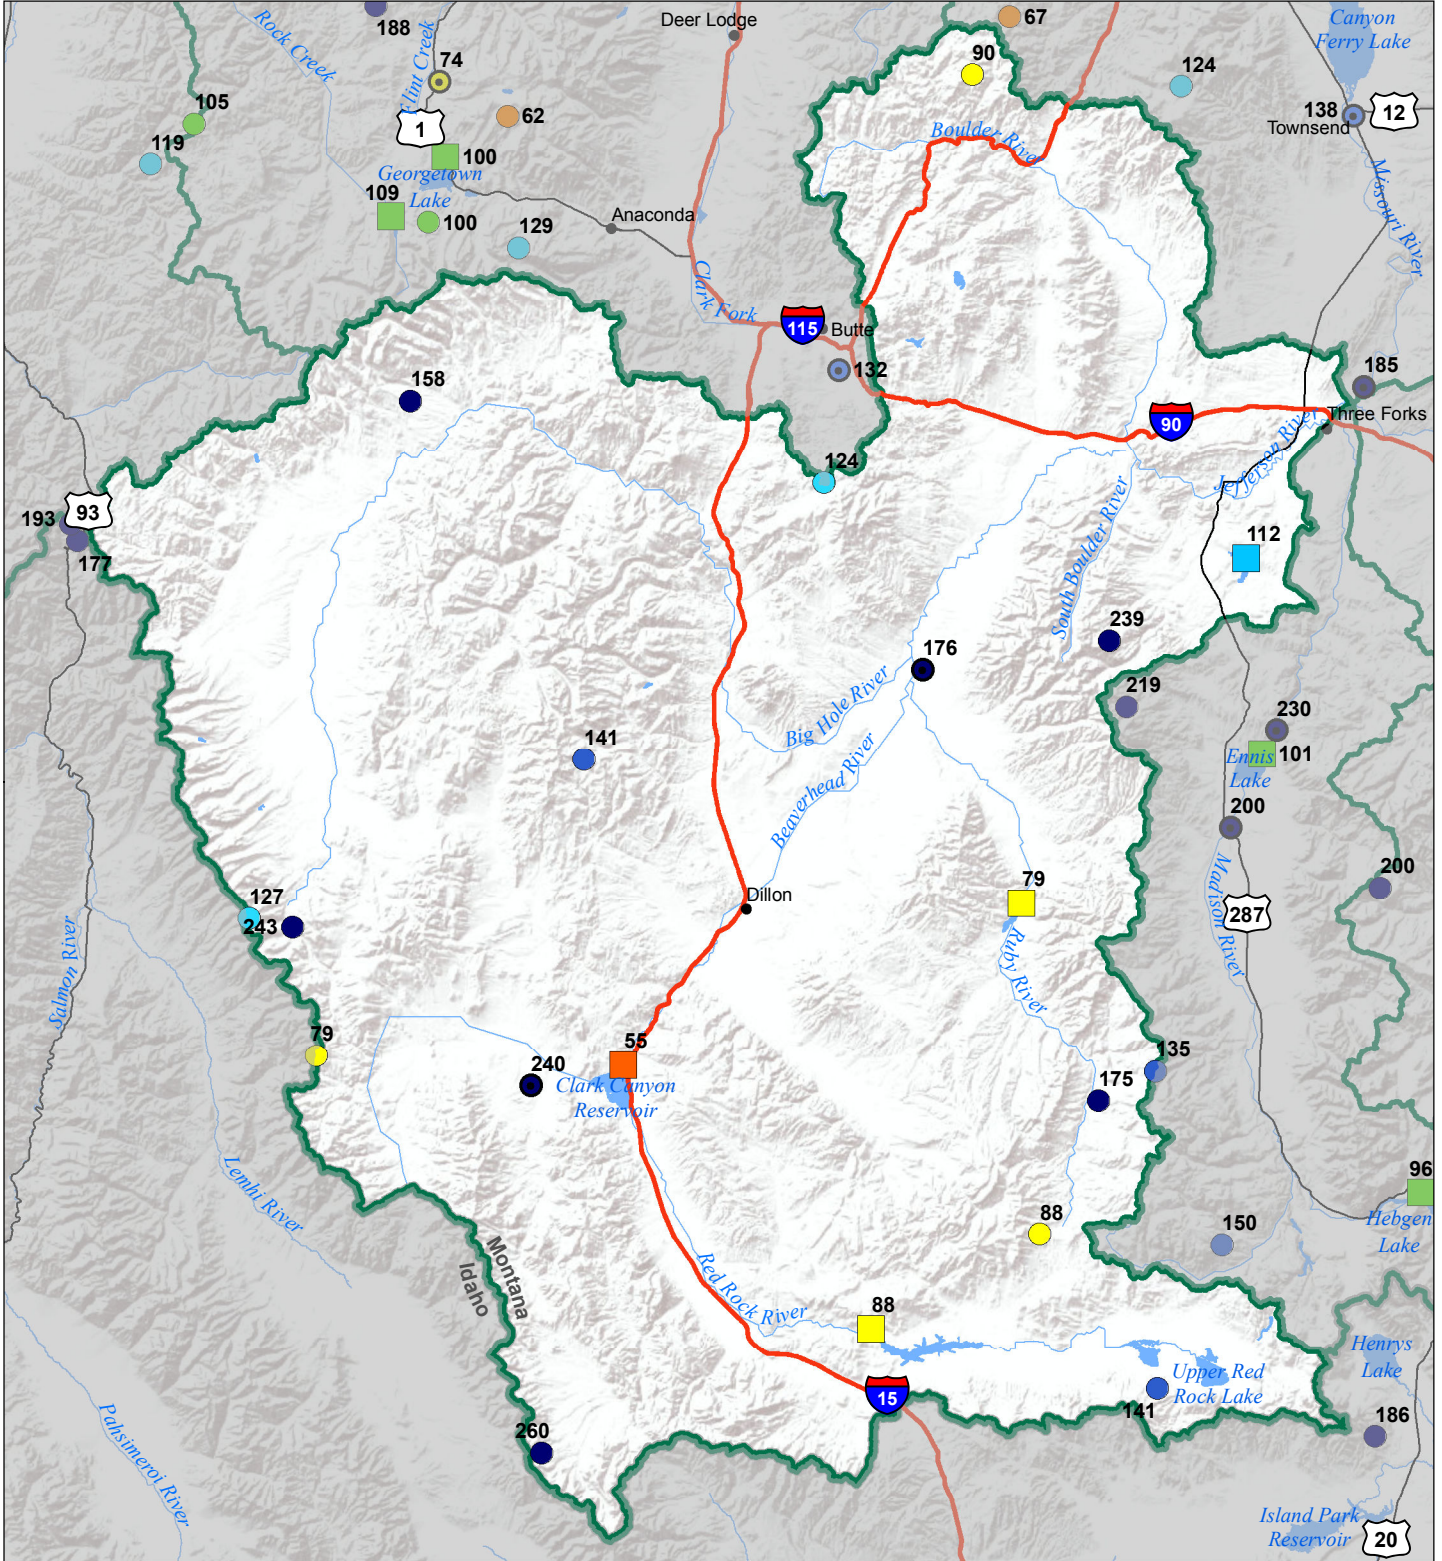 Deer Lodge
67
Canyon
Ferry Lake
188
Rock Creek
Flint Creek
74
90
124
105
62
1
138
Townsend
12
119
100
Boulder River
Georgetown
Lake
109
100
Anaconda
129
Missouri River
Clark Fork
115
Butte
132
185
158
Three Forks
90
Jefferson River
124
193
93
177
South Boulder River
112
239
176
219
Big Hole River
230
141
Ennis
Lake
101
Beaverhead River
200
79
200
Dillon
127
243
287
Madison River
Salmon River
Ruby River
79
55
135
240
Clark Canyon
Reservoir
175
Lemhi River
96
Hebgen
Lake
88
150
Montana
Idaho
Red Rock River
88
Henrys
Lake
Upper Red
Rock Lake
15
141
186
Pahsimeroi River
260
Island Park
Reservoir
20